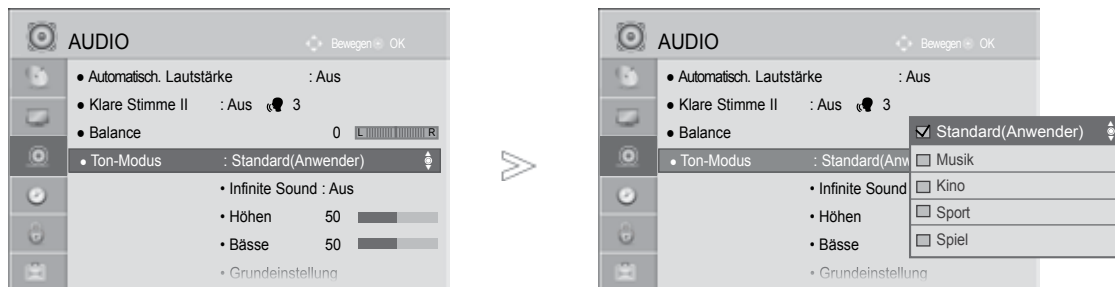 AUDIO
Bewegen OK
● Automatisch. Lautstärke : Aus
● Klare Stimme II : Aus 3
● Balance 0 L R
● Ton-Modus : Standard(Anwender)
• Infinite Sound : Aus
• Höhen 50
• Bässe 50
• Grundeinstellung
AUDIO
Bewegen OK
● Automatisch. Lautstärke : Aus
● Klare Stimme II : Aus 3
● Balance
● Ton-Modus : Standard(Anw
• Infinite Sound
• Höhen
• Bässe
• Grundeinstellung
Standard(Anwender)
Musik
Kino
Sport
Spiel